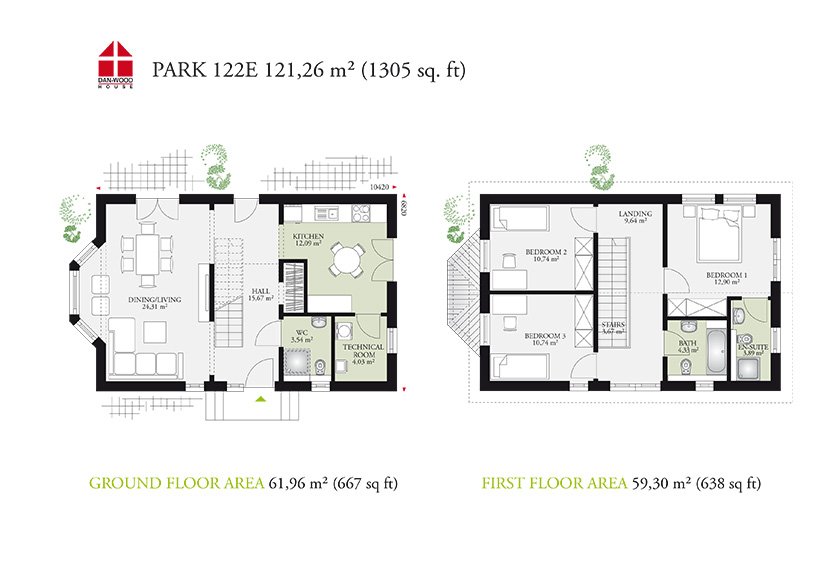 PARK 122E 121,26 m² (1305 sq. ft)
DAN-WOOD
HOUSE
10420
6820
KITCHEN
12.09 m²
DINING/LIVING
24.31 m²
HALL
15.67 m²
WC
3.54 m²
TECHNICAL
ROOM
4.03 m²
LANDING
9.64 m²
BEDROOM 2
10.74 m²
BEDROOM 1
12,90 m²
STAIRS
3.67 m²
BEDROOM 3
10,74 m²
BATH
4.33 m²
EN-SUITE
3.89 m²
GROUND FLOOR AREA 61,96 m² (667 sq ft)
FIRST FLOOR AREA 59,30 m² (638 sq ft)